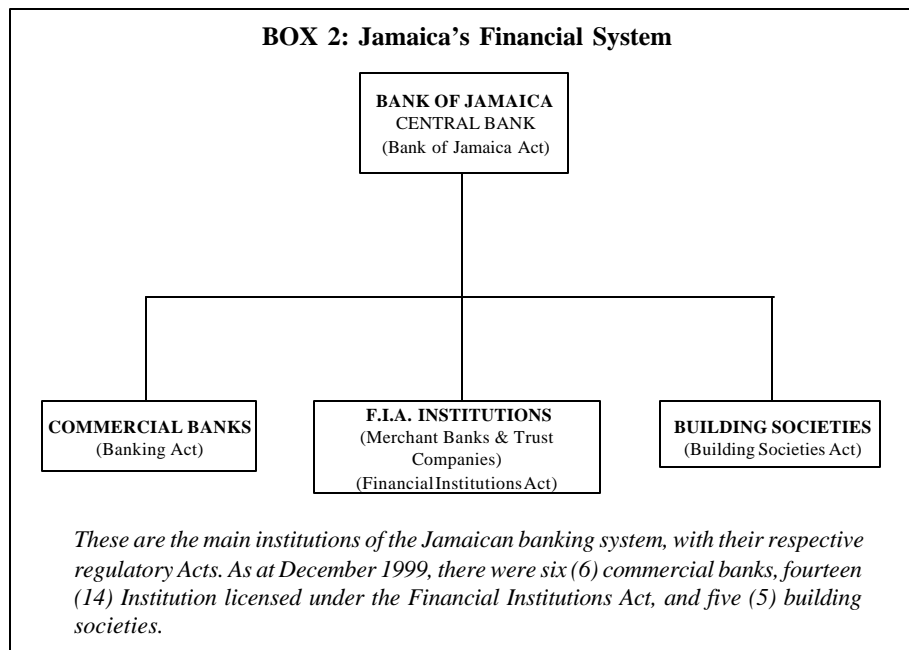 BOX 2: Jamaica's Financial System
BANK OF JAMAICA
CENTRAL BANK
(Bank of Jamaica Act)
COMMERCIAL BANKS
(Banking Act)
F.I.A. INSTITUTIONS
(Merchant Banks & Trust
Companies)
(Financial Institutions Act)
BUILDING SOCIETIES
(Building Societies Act)
These are the main institutions of the Jamaican banking system, with their respective
regulatory Acts. As at December 1999, there were six (6) commercial banks, fourteen
(14) Institution licensed under the Financial Institutions Act, and five (5) building
societies.